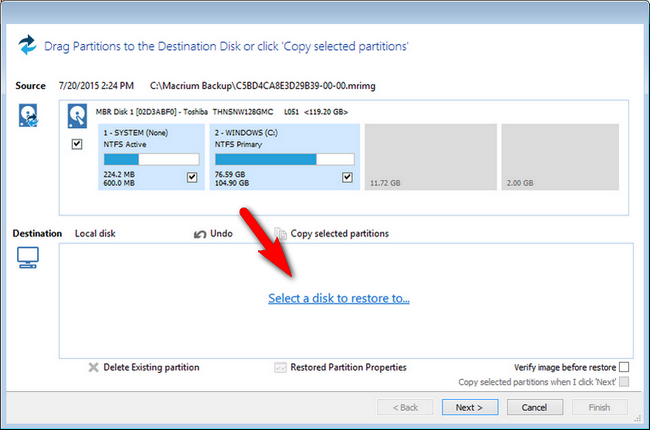 Drag Partitions to the Destination Disk or click 'Copy selected partitions'
Source 7/20/2015 2:24 PM C:\Macrium Backup\C5BD4CA8E3D29B39-00-00.mrimg
MBR Disk 1 [02D3ABF0] - Toshiba THNSNW128GMC L051 <119.20 GB>
1 - SYSTEM (None)
NTFS Active
224.2 MB
600.0 MB
2 - WINDOWS (C:)
NTFS Primary
76.59 GB
104.90 GB
11.72 GB
2.00 GB
Destination Local disk Undo Copy selected partitions
Select a disk to restore to...
Delete Existing partition Restored Partition Properties Verify image before restore
Copy selected partitions when I click 'Next'
< Back Next > Cancel Finish